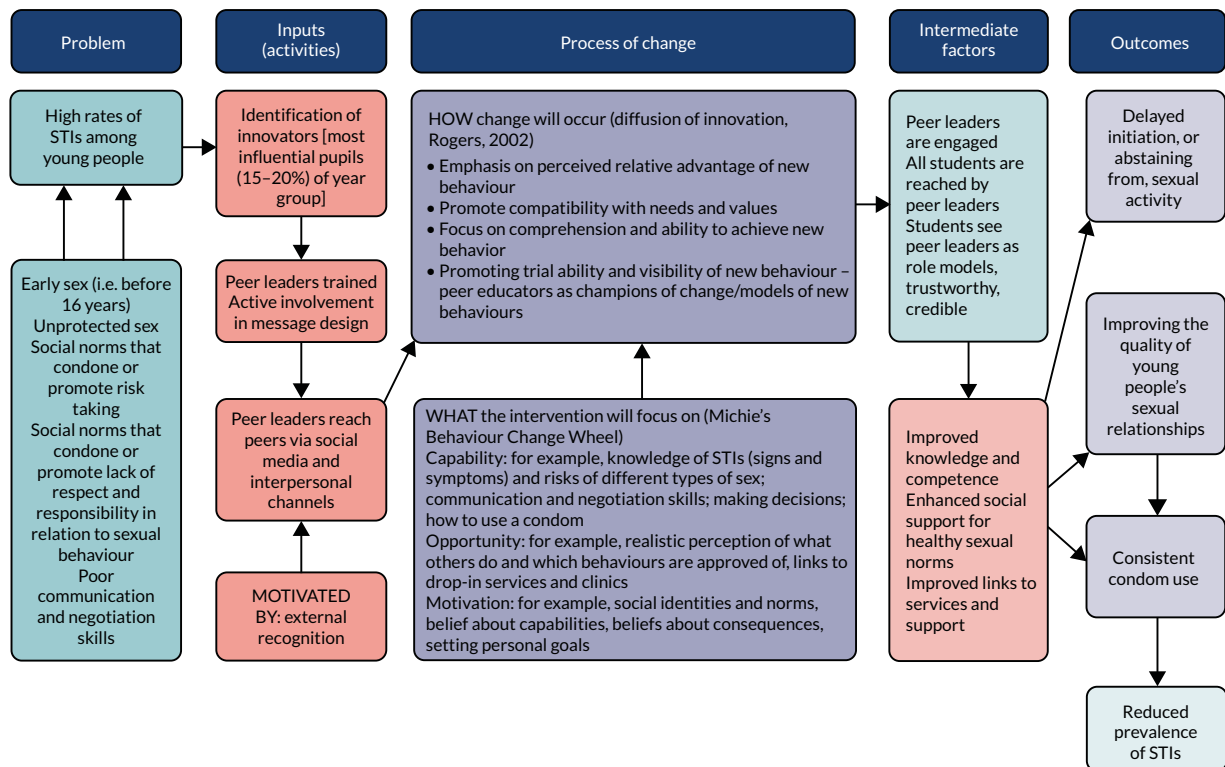 Problem
Inputs
(activities)
Process of change
Intermediate
factors
Outcomes
High rates of
STIs among
young people
Early sex (i.e. before
16 years)
Unprotected sex
Social norms that
condone or
promote risk
taking
Social norms that
condone or
promote lack of
respect and
responsibility in
relation to sexual
behaviour
Poor
communication
and negotiation
skills
Identification of
innovators [most
influential pupils
(15–20%) of year
group]
Peer leaders trained
Active involvement
in message design
Peer leaders reach
peers via social
media and
interpersonal
channels
MOTIVATED
BY: external
recognition
HOW change will occur (diffusion of innovation,
Rogers, 2002)
• Emphasis on perceived relative advantage of new
behaviour
• Promote compatibility with needs and values
• Focus on comprehension and ability to achieve new
behavior
• Promoting trial ability and visibility of new behaviour –
peer educators as champions of change/models of new
behaviours
WHAT the intervention will focus on (Michie's
Behaviour Change Wheel)
Capability: for example, knowledge of STIs (signs and
symptoms) and risks of different types of sex;
communication and negotiation skills; making decisions;
how to use a condom
Opportunity: for example, realistic perception of what
others do and which behaviours are approved of, links to
drop-in services and clinics
Motivation: for example, social identities and norms,
belief about capabilities, beliefs about consequences,
setting personal goals
Peer leaders
are engaged
All students are
reached by
peer leaders
Students see
peer leaders as
role models,
trustworthy,
credible
Improved
knowledge and
competence
Enhanced social
support for
healthy sexual
norms
Improved links to
services and
support
Delayed
initiation, or
abstaining
from, sexual
activity
Improving the
quality of
young
people's
sexual
relationships
Consistent
condom use
Reduced
prevalence
of STIs